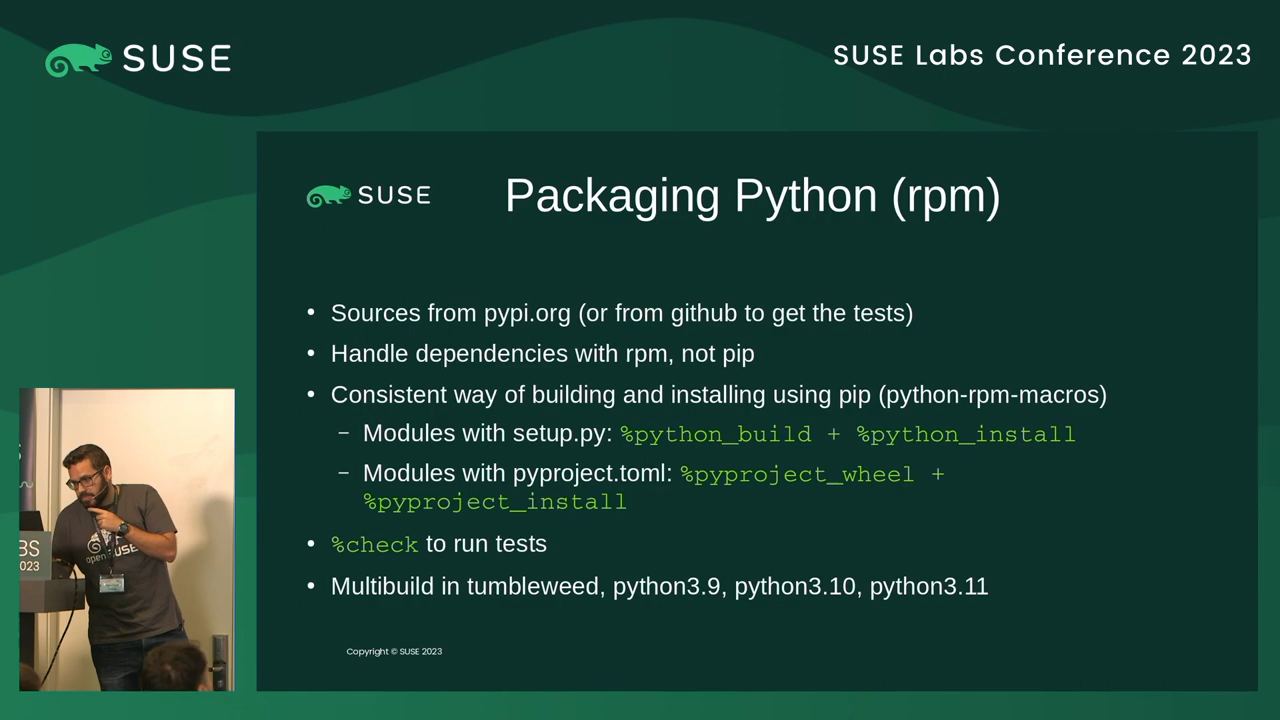 SUSE
SUSE Labs Conference 2023
SUSE
Packaging Python (rpm)
• Sources from pypi.org (or from github to get the tests)
• Handle dependencies with rpm, not pip
• Consistent way of building and installing using pip (python-rpm-macros)
– Modules with setup.py: %python_build + %python_install
– Modules with pyproject.toml: %pyproject_wheel +
%pyproject_install
• %check to run tests
• Multibuild in tumbleweed, python3.9, python3.10, python3.11
Copyright © SUSE 2023
openSUSE
BS
023